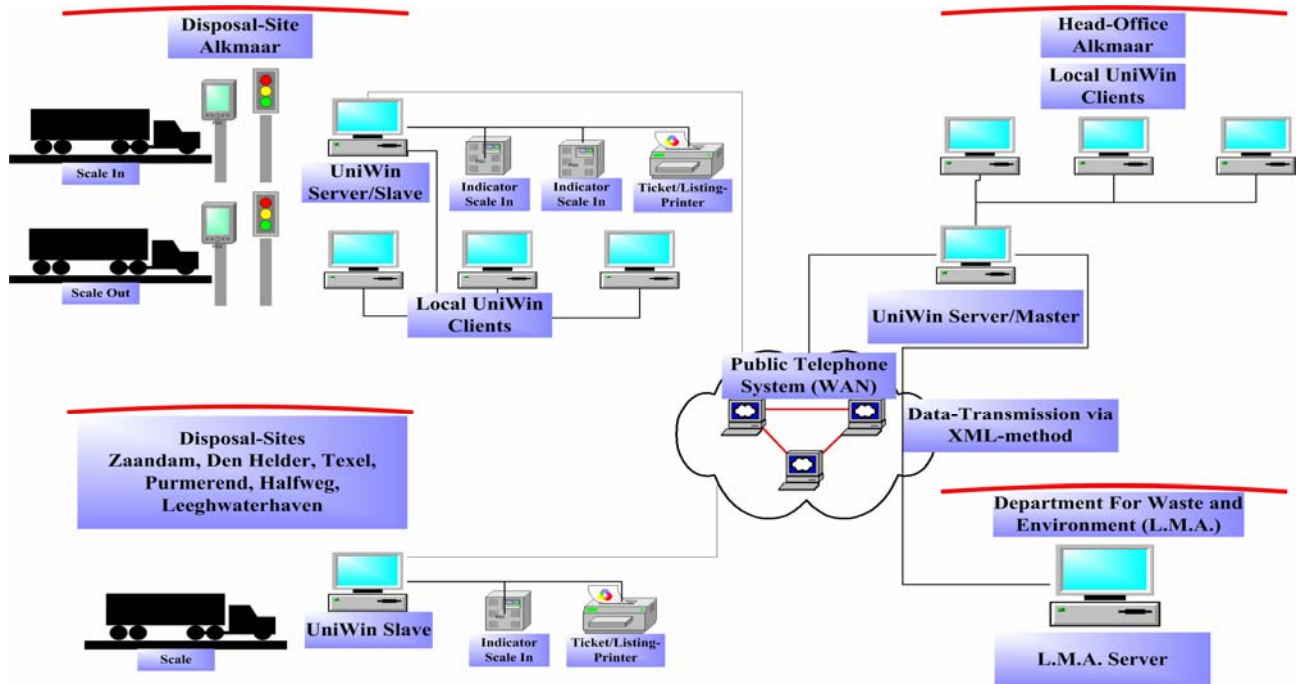 Disposal-Site
Alkmaar
Scale In
Scale Out
UniWin
Server/Slave
Indicator
Scale In
Indicator
Scale In
Ticket/Listing-
Printer
Local UniWin
Clients
Head-Office
Alkmaar
Local UniWin
Clients
UniWin Server/Master
Public Telephone
System (WAN)
Data-Transmission via
XML-method
Disposal-Sites
Zaandam, Den Helder, Texel,
Purmerend, Halfweg,
Leeghwaterhaven
Scale
UniWin Slave
Indicator
Scale In
Ticket/Listing-
Printer
Department For Waste and
Environment (L.M.A.)
L.M.A. Server